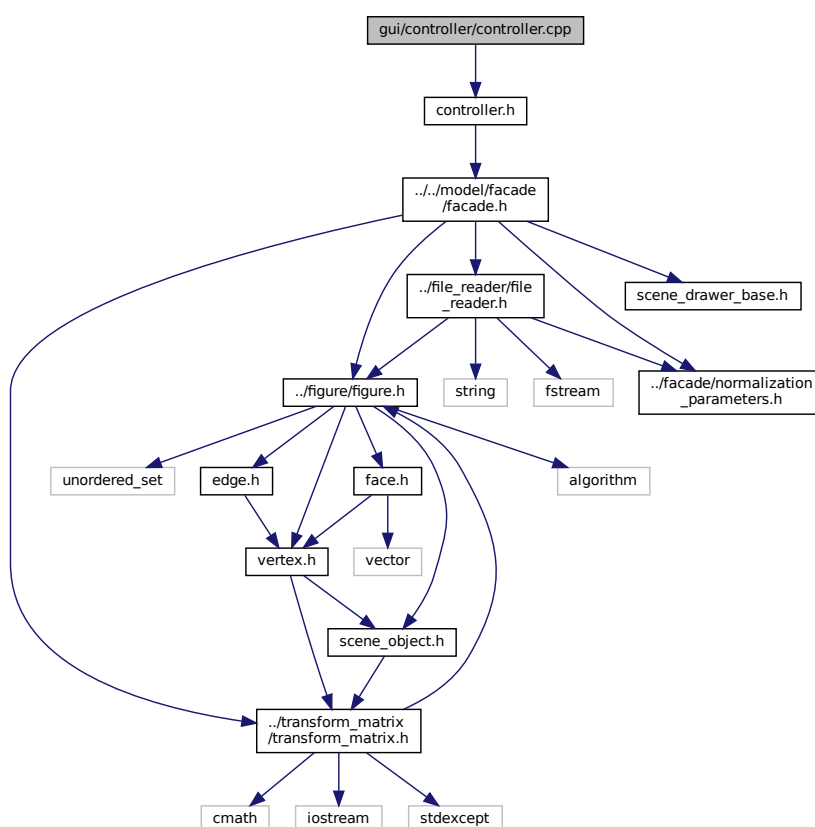 gui/controller/controller.cpp
controller.h
../../model/facade
/facade.h
../file_reader/file
_reader.h
scene_drawer_base.h
../figure/figure.h
string
fstream
../facade/normalization
_parameters.h
unordered_set
edge.h
face.h
algorithm
vertex.h
vector
scene_object.h
../transform_matrix
/transform_matrix.h
cmath
iostream
stdexcept